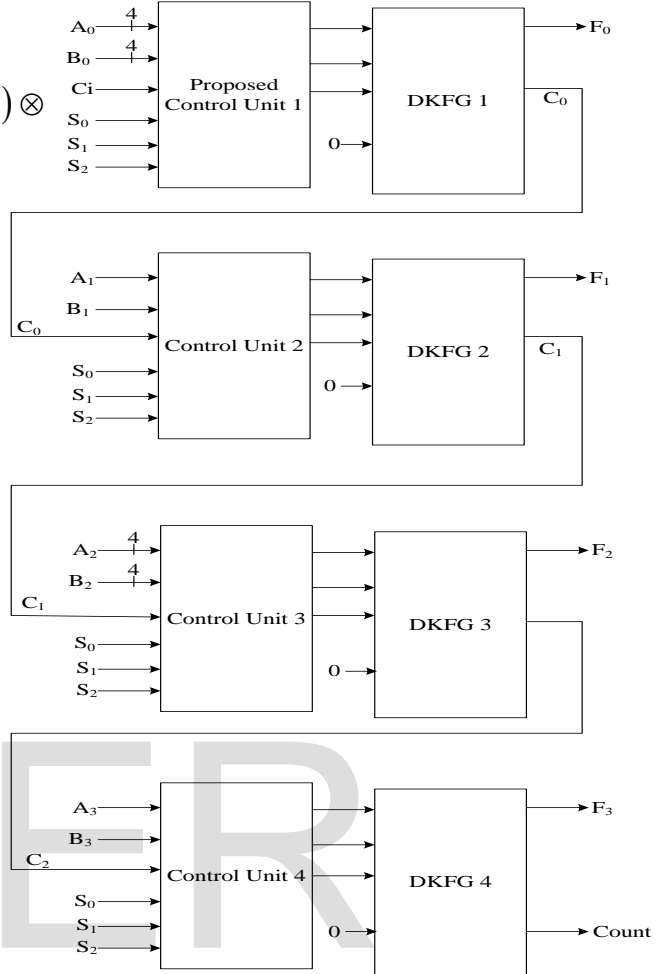 4
A₀
F₀
4
B₀
) ⊗
Ci
Proposed
Control Unit 1
DKFG 1
C₀
S₀
S₁
0
S₂
A₁
F₁
B₁
C₀
Control Unit 2
DKFG 2
C₁
S₀
0
S₁
S₂
4
A₂
F₂
4
B₂
C₁
Control Unit 3
DKFG 3
S₀
S₁
0
S₂
A₃
F₃
B₃
C₂
Control Unit 4
DKFG 4
S₀
S₁
0
Count
S₂
ER